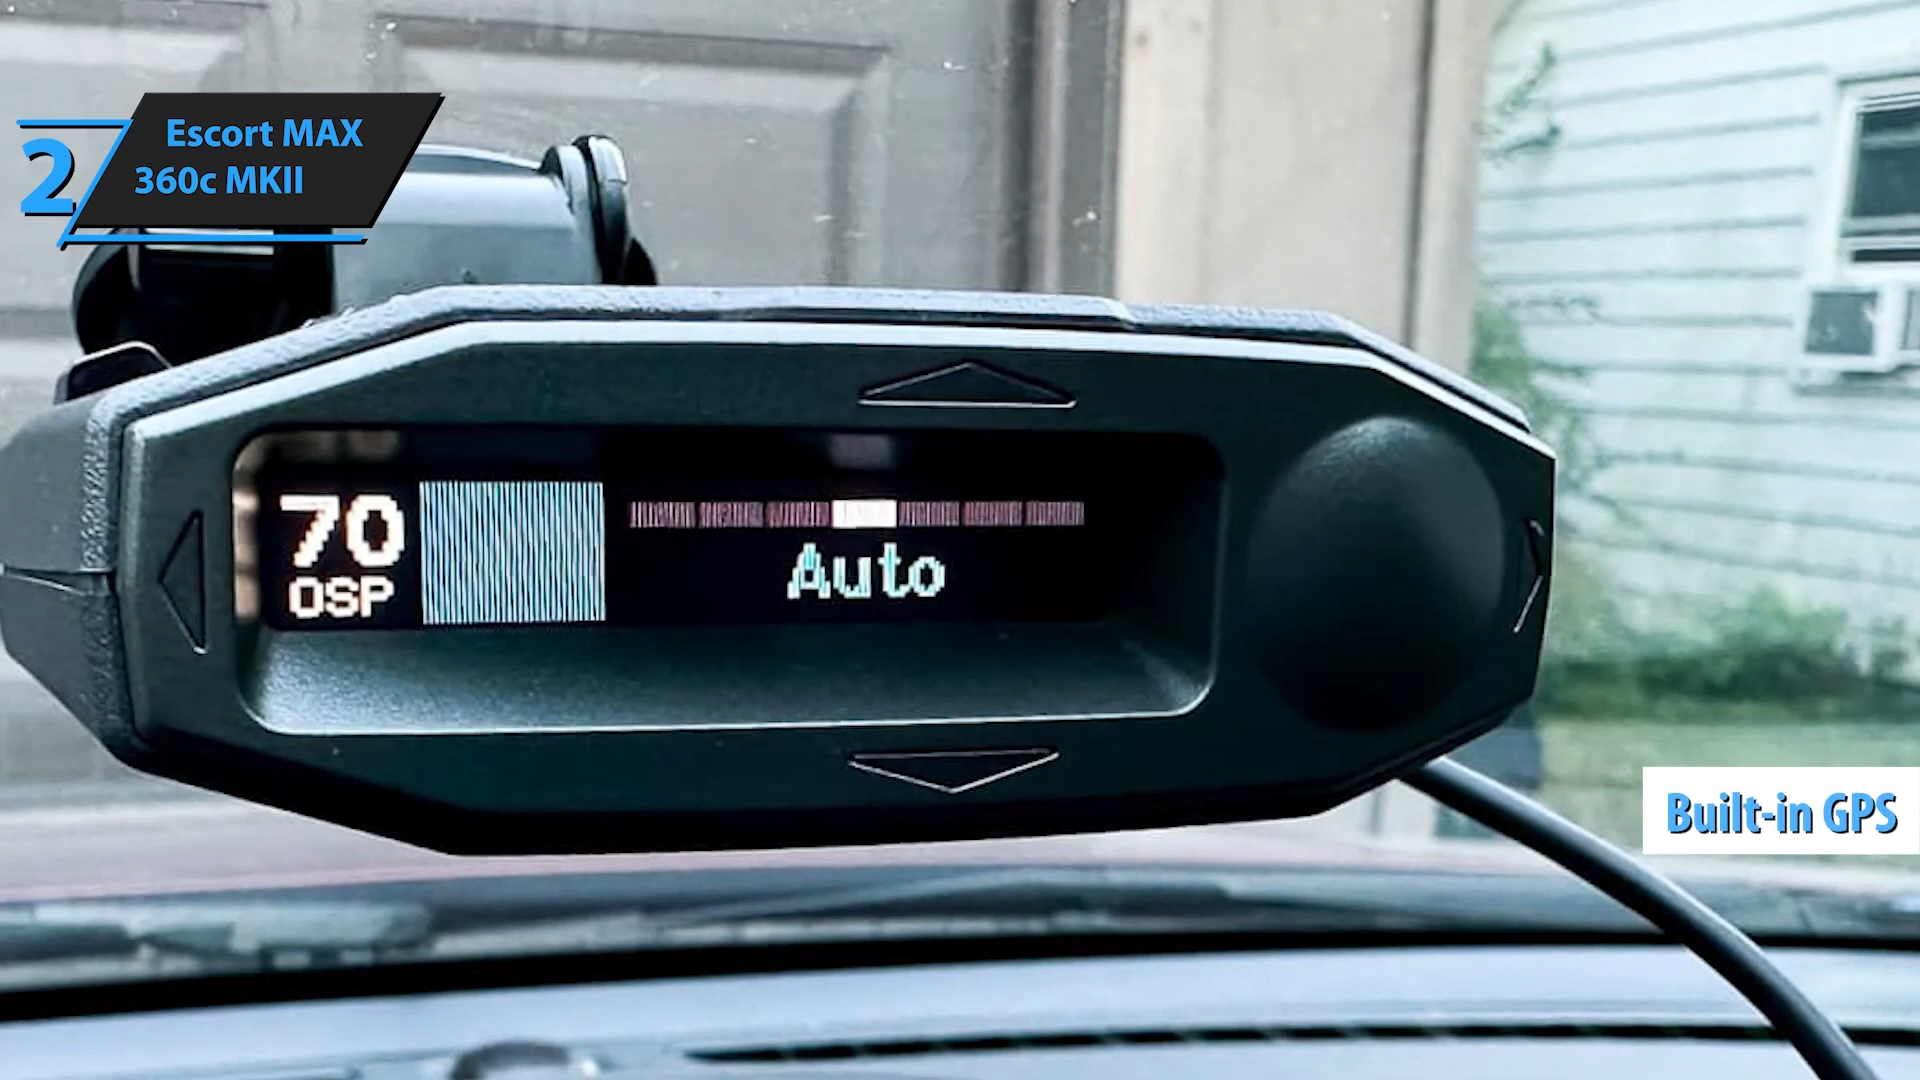 2
Escort MAX
360c MKII
70
OSP
Auto
Built-in GPS